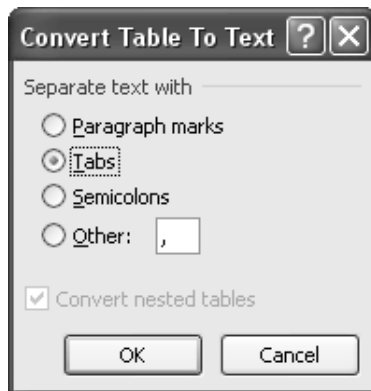 Convert Table To Text
Separate text with
Paragraph marks
Tabs
Semicolons
Other: ,
Convert nested tables
OK Cancel